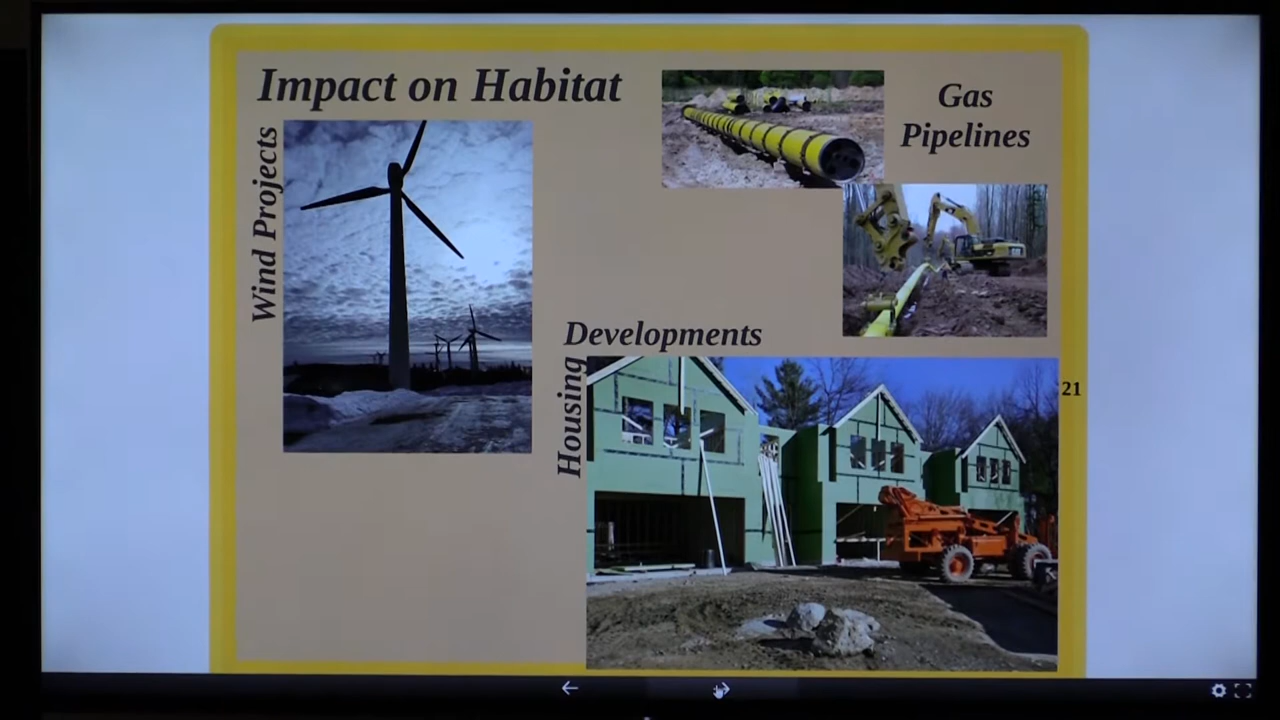 Impact on Habitat
Wind Projects
Gas
Pipelines
Housing
Developments
21